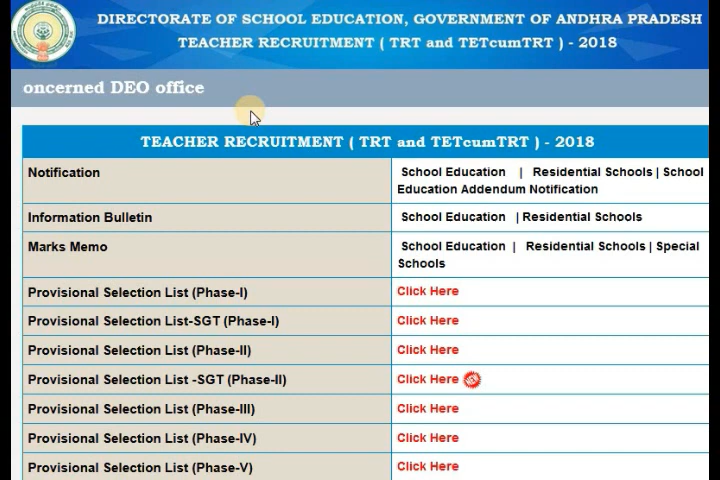 DIRECTORATE OF SCHOOL EDUCATION, GOVERNMENT OF ANDHRA PRADESH
TEACHER RECRUITMENT ( TRT and TETcumTRT ) - 2018
oncerned DEO office
TEACHER RECRUITMENT ( TRT and TETcumTRT ) - 2018
Notification
School Education | Residential Schools | School
Education Addendum Notification
Information Bulletin
School Education | Residential Schools
Marks Memo
School Education | Residential Schools | Special
Schools
Provisional Selection List (Phase-I)
Click Here
Provisional Selection List-SGT (Phase-I)
Click Here
Provisional Selection List (Phase-II)
Click Here
Provisional Selection List -SGT (Phase-II)
Click Here
Provisional Selection List (Phase-III)
Click Here
Provisional Selection List (Phase-IV)
Click Here
Provisional Selection List (Phase-V)
Click Here